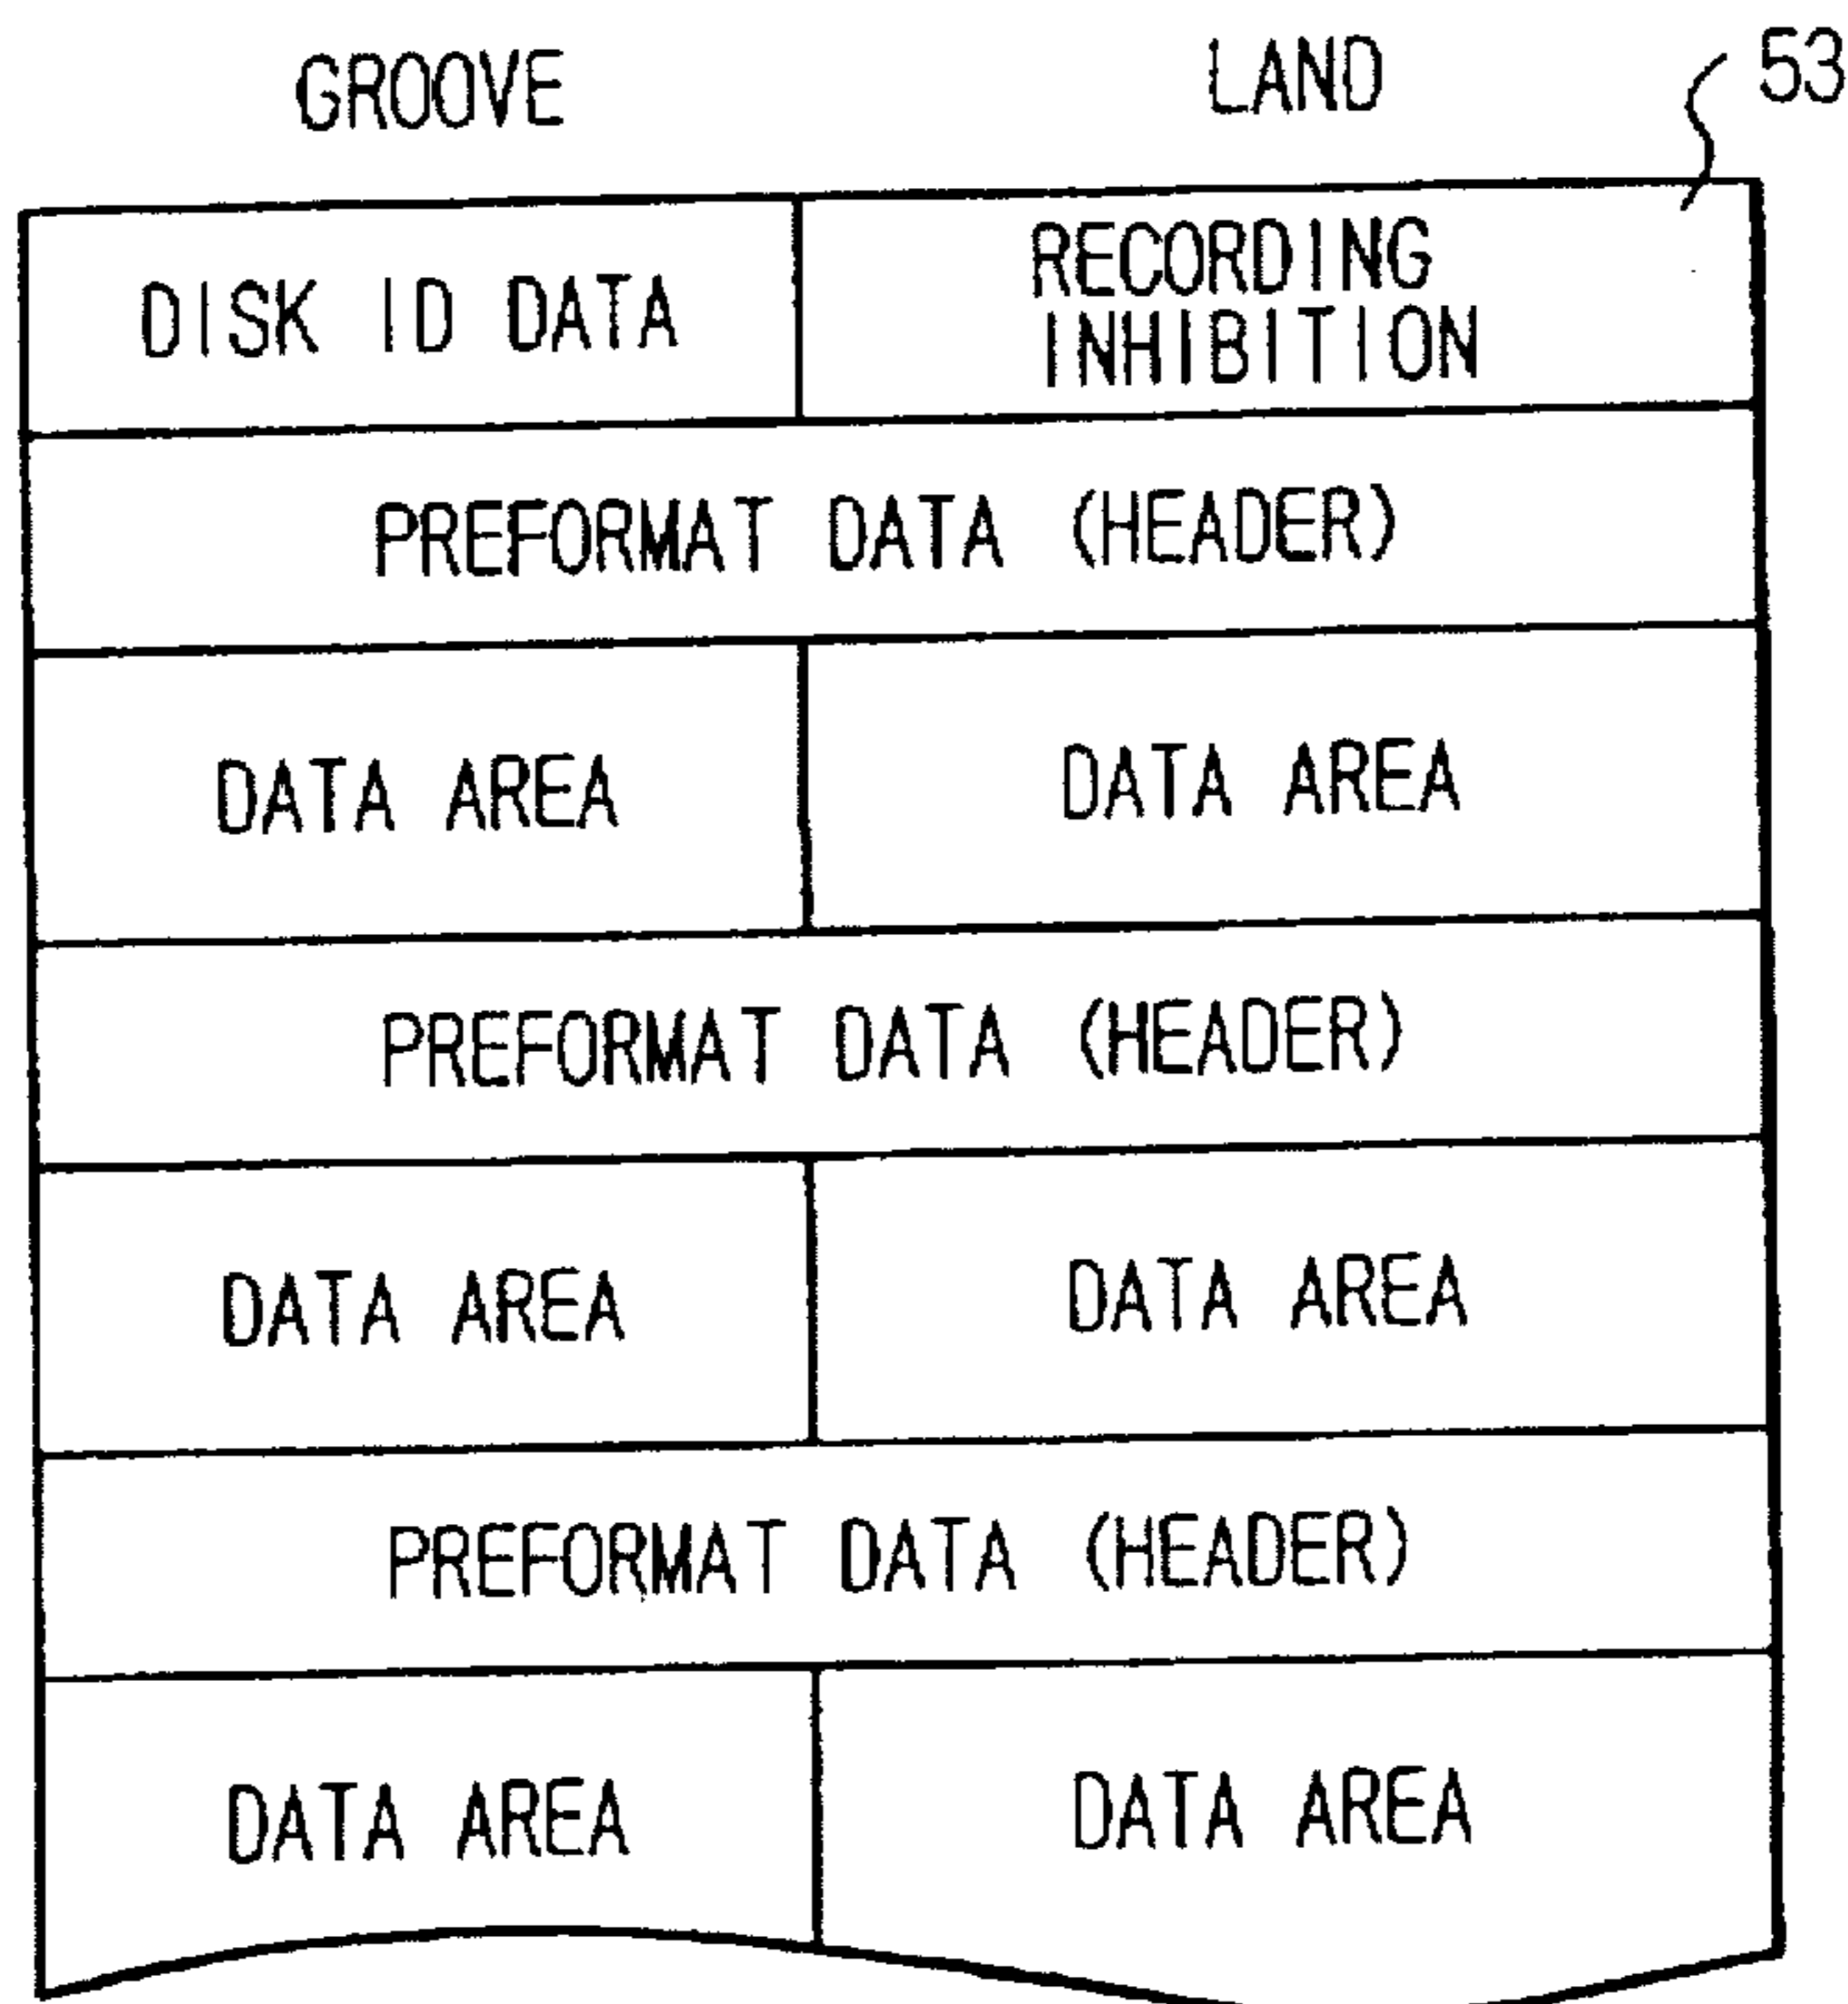 GROOVE LAND 53
DISK ID DATA
RECORDING
INHIBITION
PREFORMAT DATA (HEADER)
DATA AREA DATA AREA
PREFORMAT DATA (HEADER)
DATA AREA DATA AREA
PREFORMAT DATA (HEADER)
DATA AREA DATA AREA